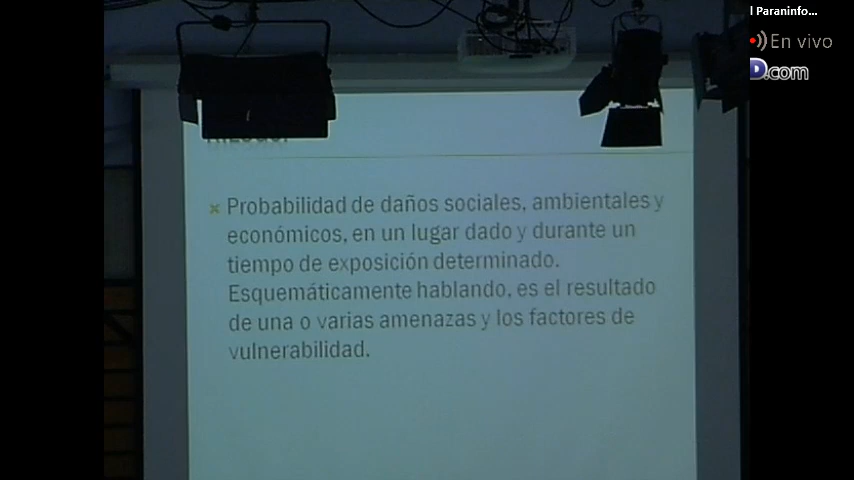 l Paraninfo...
En vivo
D.com
Probabilidad de daños sociales, ambientales y
económicos, en un lugar dado y durante un
tiempo de exposición determinado.
Esquemáticamente hablando, es el resultado
de una o varias amenazas y los factores de
vulnerabilidad.